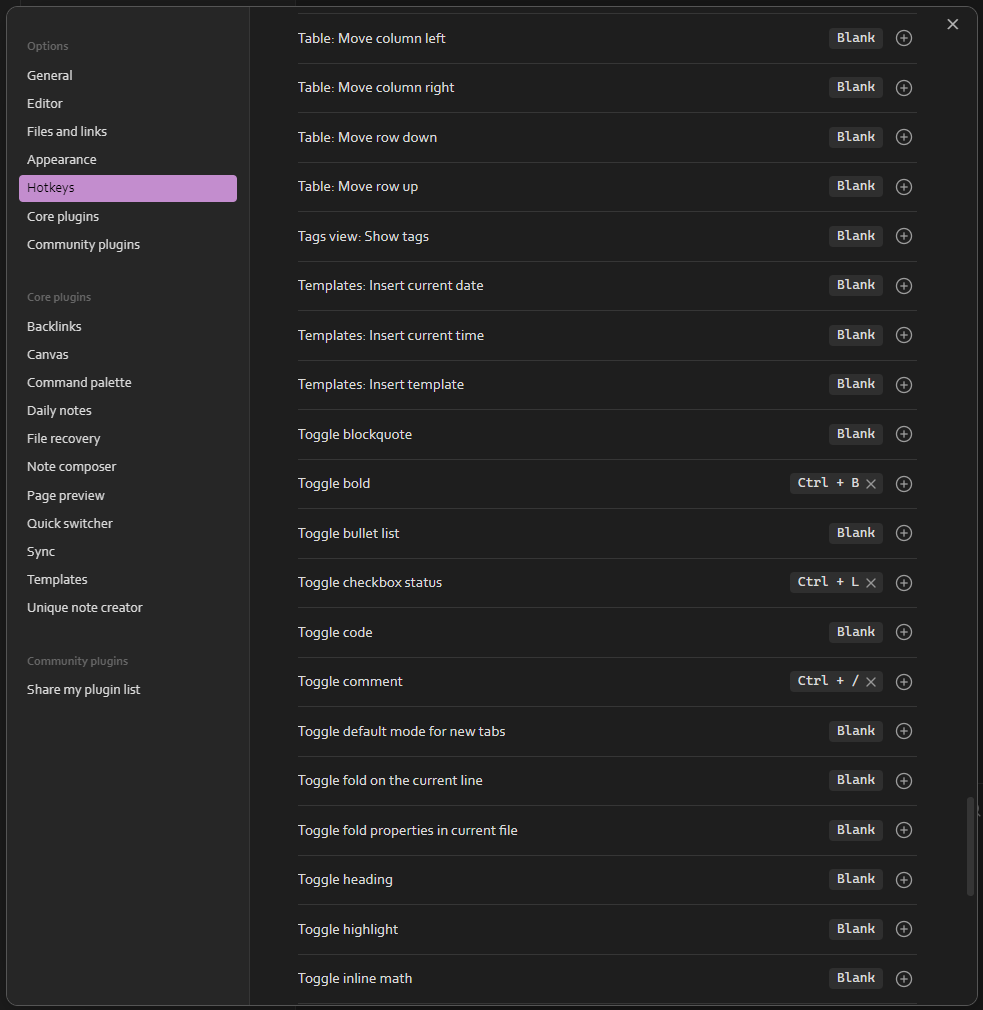 Options
General
Editor
Files and links
Appearance
Hotkeys
Core plugins
Community plugins
Core plugins
Backlinks
Canvas
Command palette
Daily notes
File recovery
Note composer
Page preview
Quick switcher
Sync
Templates
Unique note creator
Community plugins
Share my plugin list
Table: Move column left Blank
Table: Move column right Blank
Table: Move row down Blank
Table: Move row up Blank
Tags view: Show tags Blank
Templates: Insert current date Blank
Templates: Insert current time Blank
Templates: Insert template Blank
Toggle blockquote Blank
Toggle bold Ctrl + B
Toggle bullet list Blank
Toggle checkbox status Ctrl + L
Toggle code Blank
Toggle comment Ctrl + /
Toggle default mode for new tabs Blank
Toggle fold on the current line Blank
Toggle fold properties in current file Blank
Toggle heading Blank
Toggle highlight Blank
Toggle inline math Blank